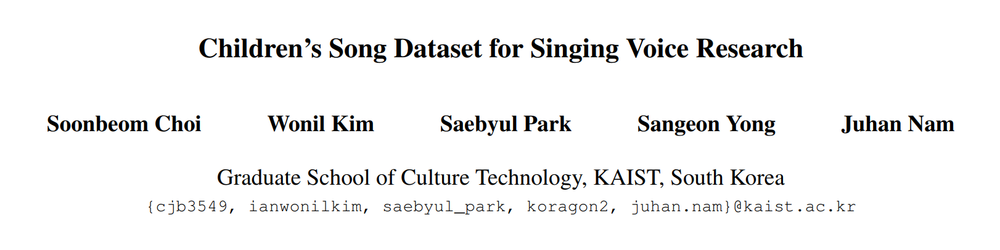 Children’s Song Dataset for Singing Voice Research
Soonbeom Choi Wonil Kim Saebyul Park Sangeon Yong Juhan Nam
Graduate School of Culture Technology, KAIST, South Korea
{cjb3549, ianwonilkim, saebyul_park, koragon2, juhan.nam}@kaist.ac.kr